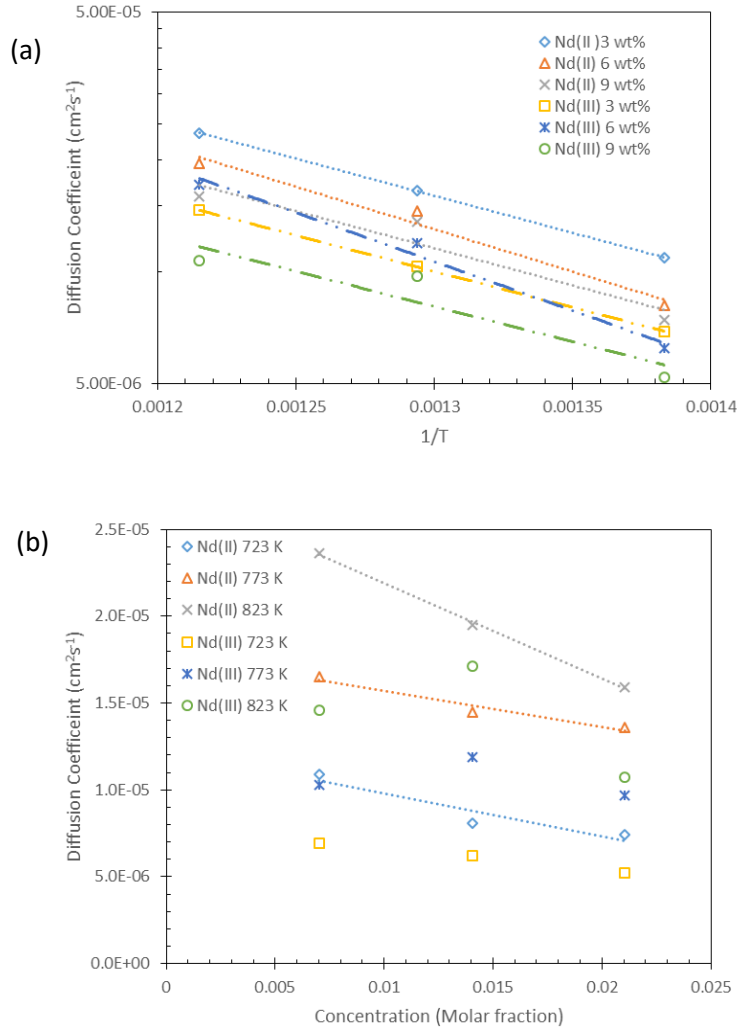 (a)
5.00E-05
Nd(II )3 wt%
Nd(II) 6 wt%
Nd(II) 9 wt%
Nd(III) 3 wt%
Nd(III) 6 wt%
Nd(III) 9 wt%
Diffusion Coefficeint (cm²s⁻¹)
5.00E-06
0.0012 0.00125 0.0013 0.00135 0.0014
1/T
(b)
2.5E-05
Nd(II) 723 K
Nd(II) 773 K
Nd(II) 823 K
Nd(III) 723 K
Nd(III) 773 K
Nd(III) 823 K
2.0E-05
1.5E-05
1.0E-05
5.0E-06
0.0E+00
Diffusion Coefficeint (cm²s⁻¹)
0 0.005 0.01 0.015 0.02 0.025
Concentration (Molar fraction)